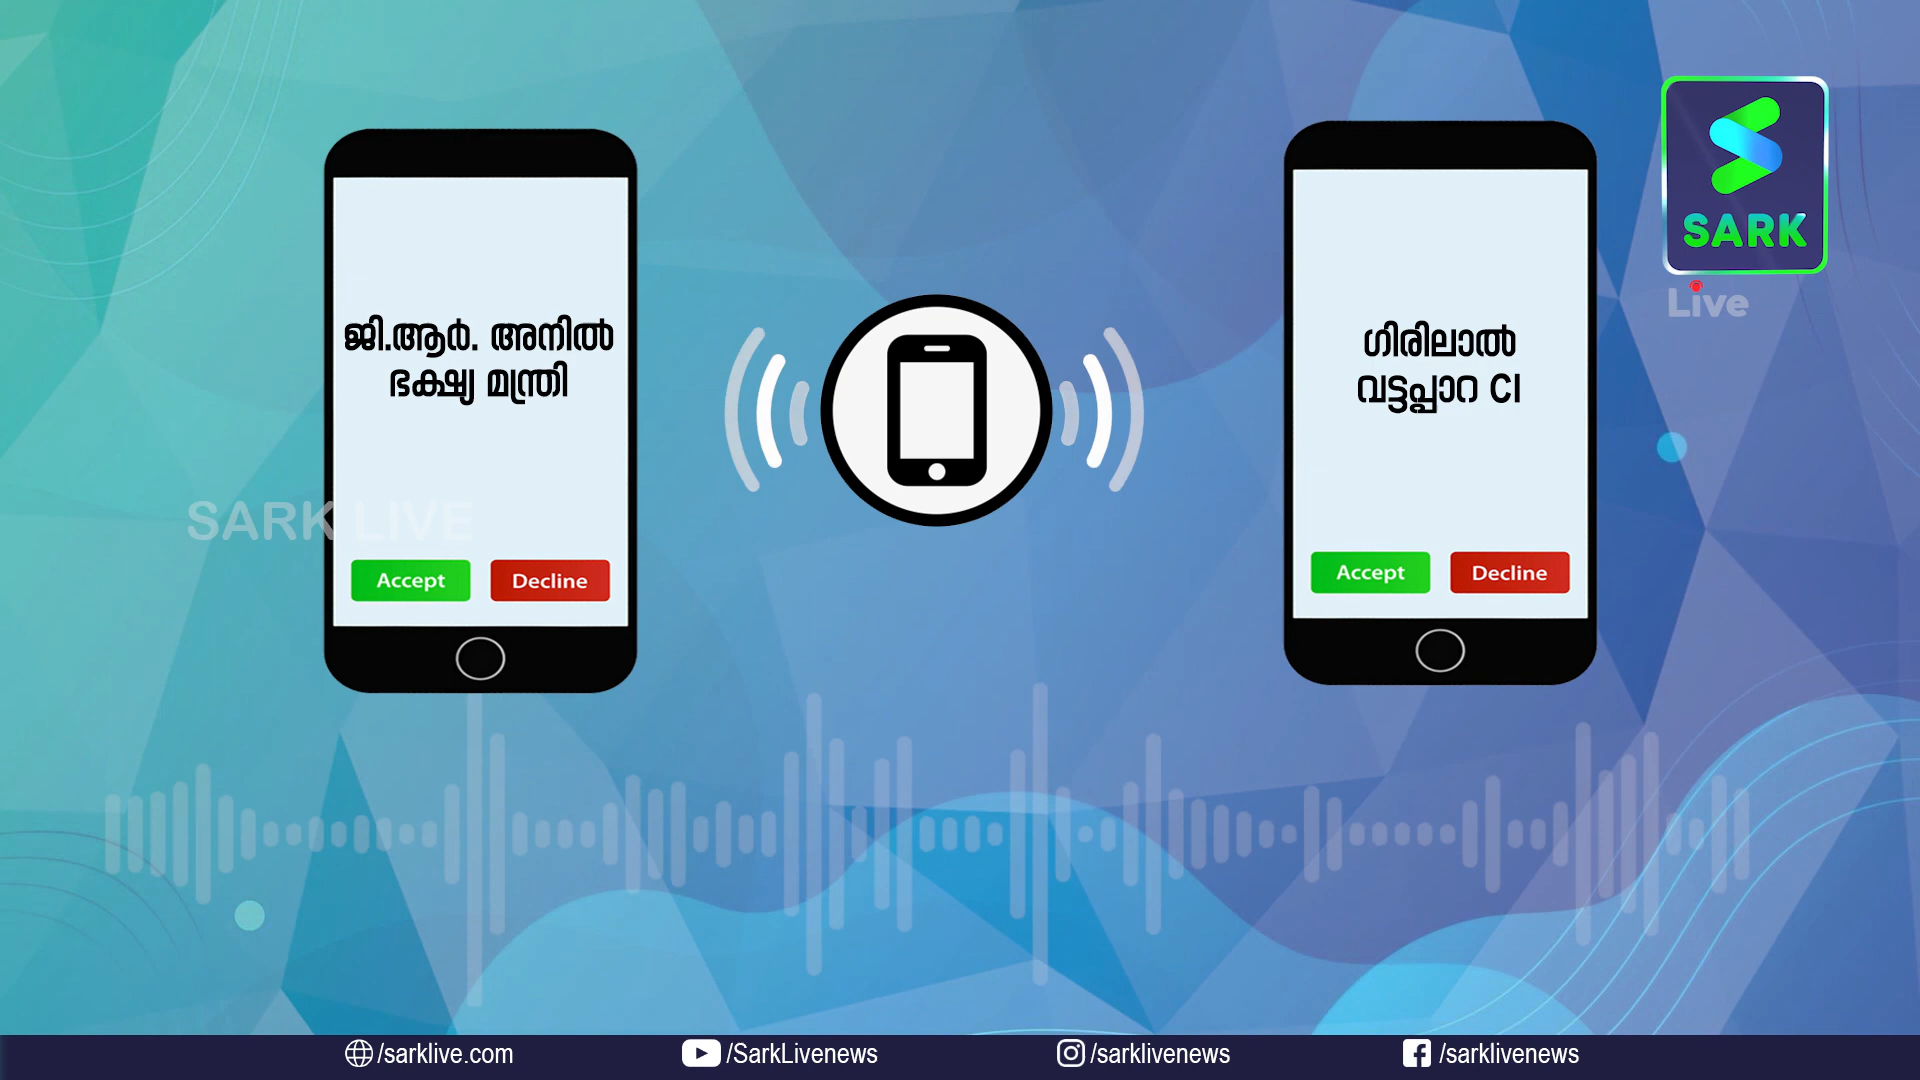 SARK
Live
ജി.ആർ. അനിൽ
ഭക്ഷ്യ മന്ത്രി
ഗിരിലാൽ
വട്ടപ്പാറ CI
SARK LIVE
Accept
Decline
Accept
Decline
/sarklive.com
/SarkLivenews
/sarklivenews
/sarklivenews